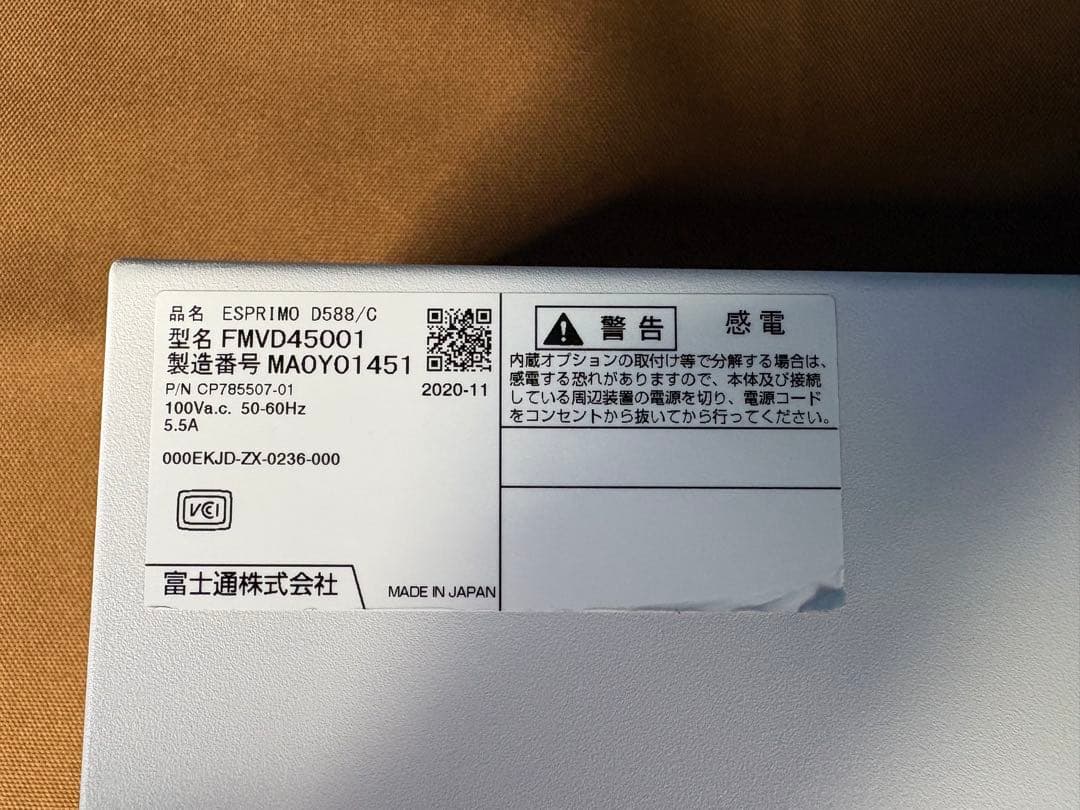 品名 ESPRIMO D588/C
型名 FMVD45001
製造番号 MA0Y01451
P/N CP785507-01
2020-11
100Va.c. 50-60Hz
5.5A
000EKJD-ZX-0236-000
VCI
富士通株式会社
MADE IN JAPAN
警告 感電
内蔵オプションの取付け等で分解する場合は、
感電する恐れがありますので、本体及び接続
している周辺装置の電源を切り、電源コード
をコンセントから抜いてから行ってください。